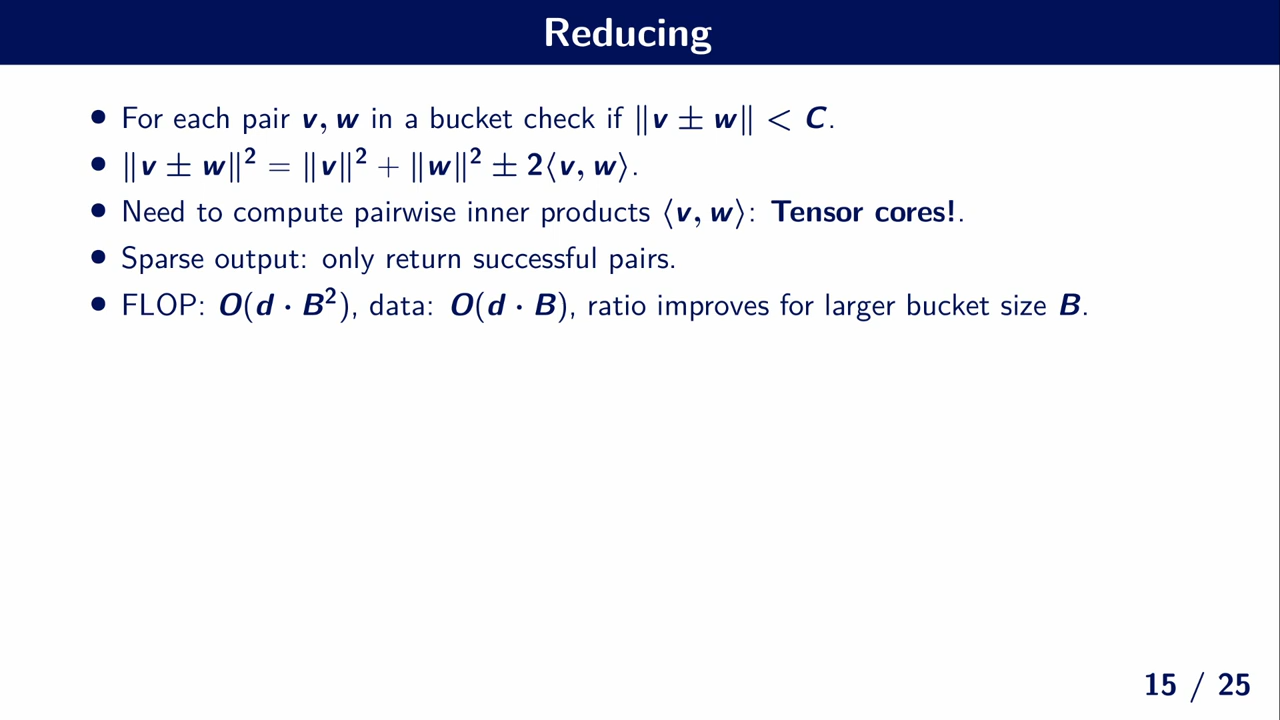 Reducing
• For each pair v, w in a bucket check if ‖v ± w‖ < C.
• ‖v ± w‖² = ‖v‖² + ‖w‖² ± 2⟨v, w⟩.
• Need to compute pairwise inner products ⟨v, w⟩: Tensor cores!.
• Sparse output: only return successful pairs.
• FLOP: O(d · B²), data: O(d · B), ratio improves for larger bucket size B.
15 / 25